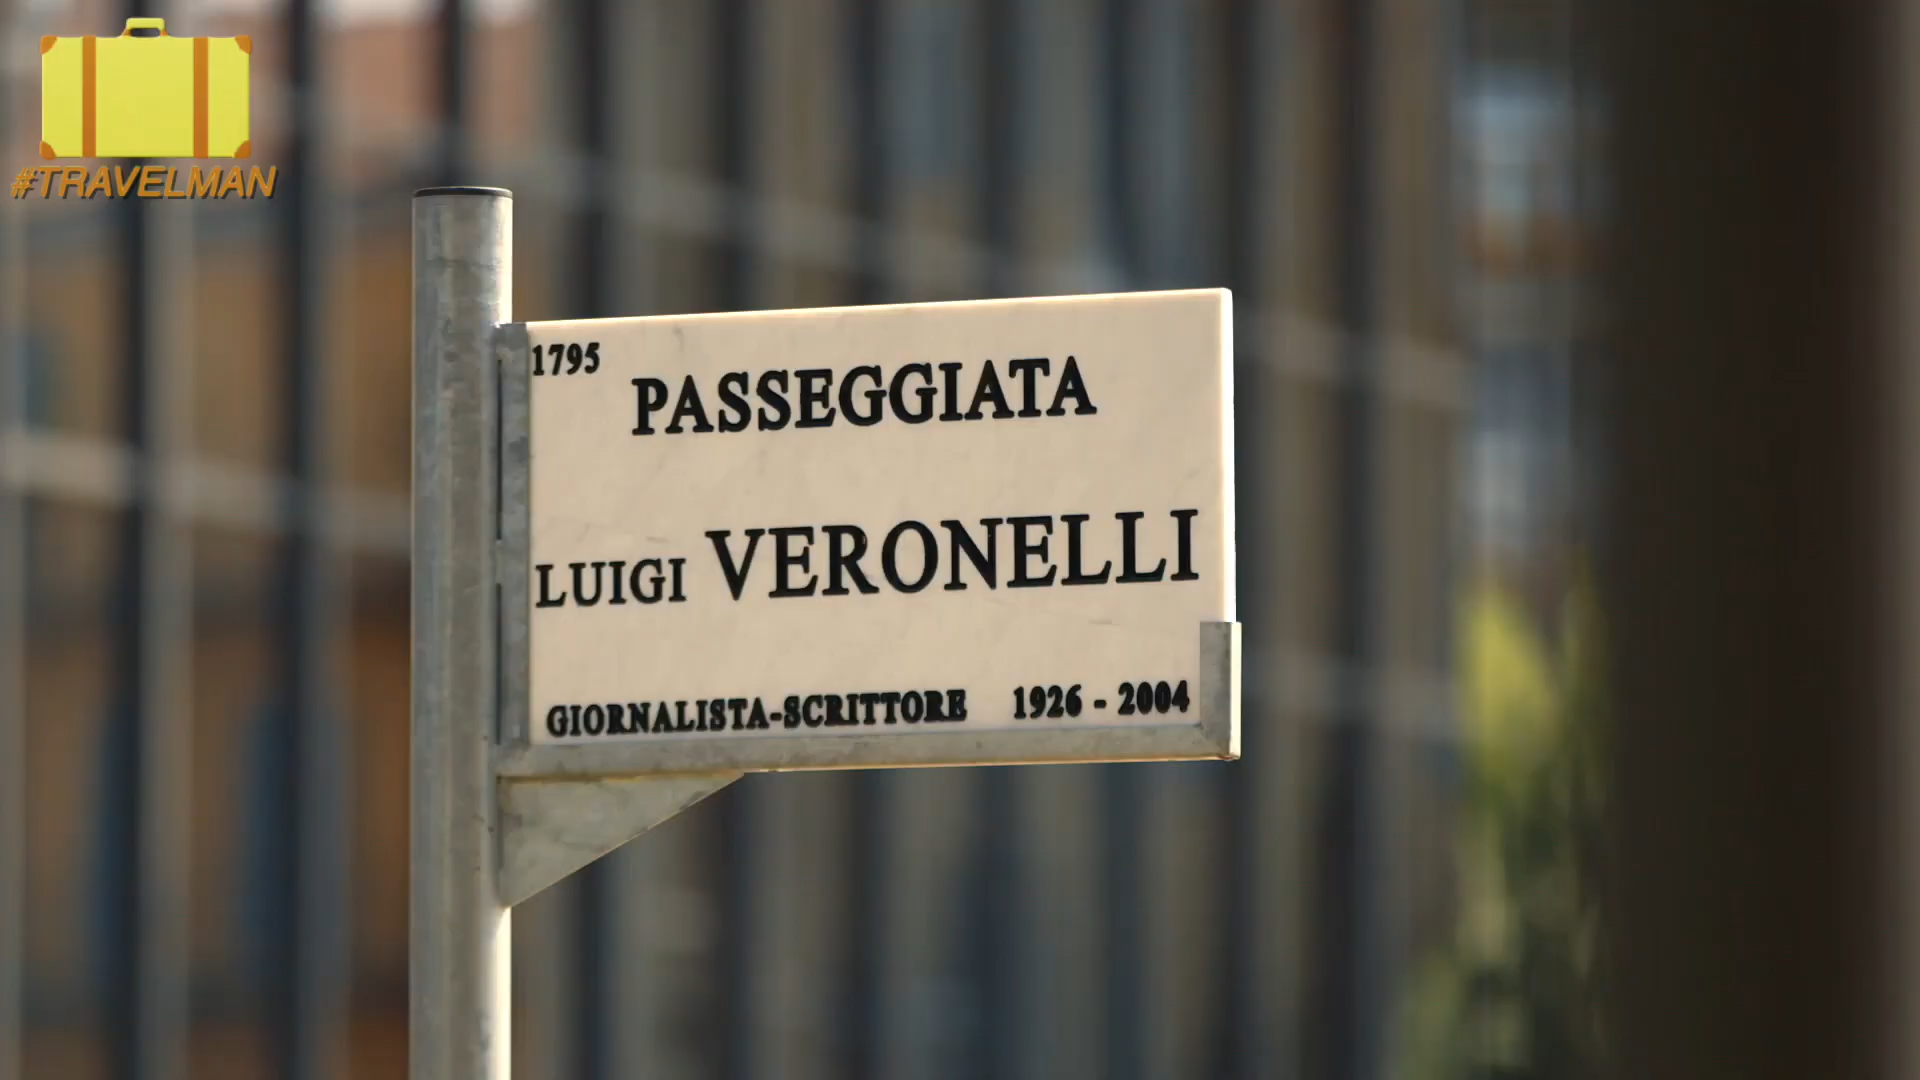 #TRAVELMAN
1795
PASSEGGIATA
LUIGI VERONELLI
GIORNALISTA-SCRITTORE 1926 - 2004